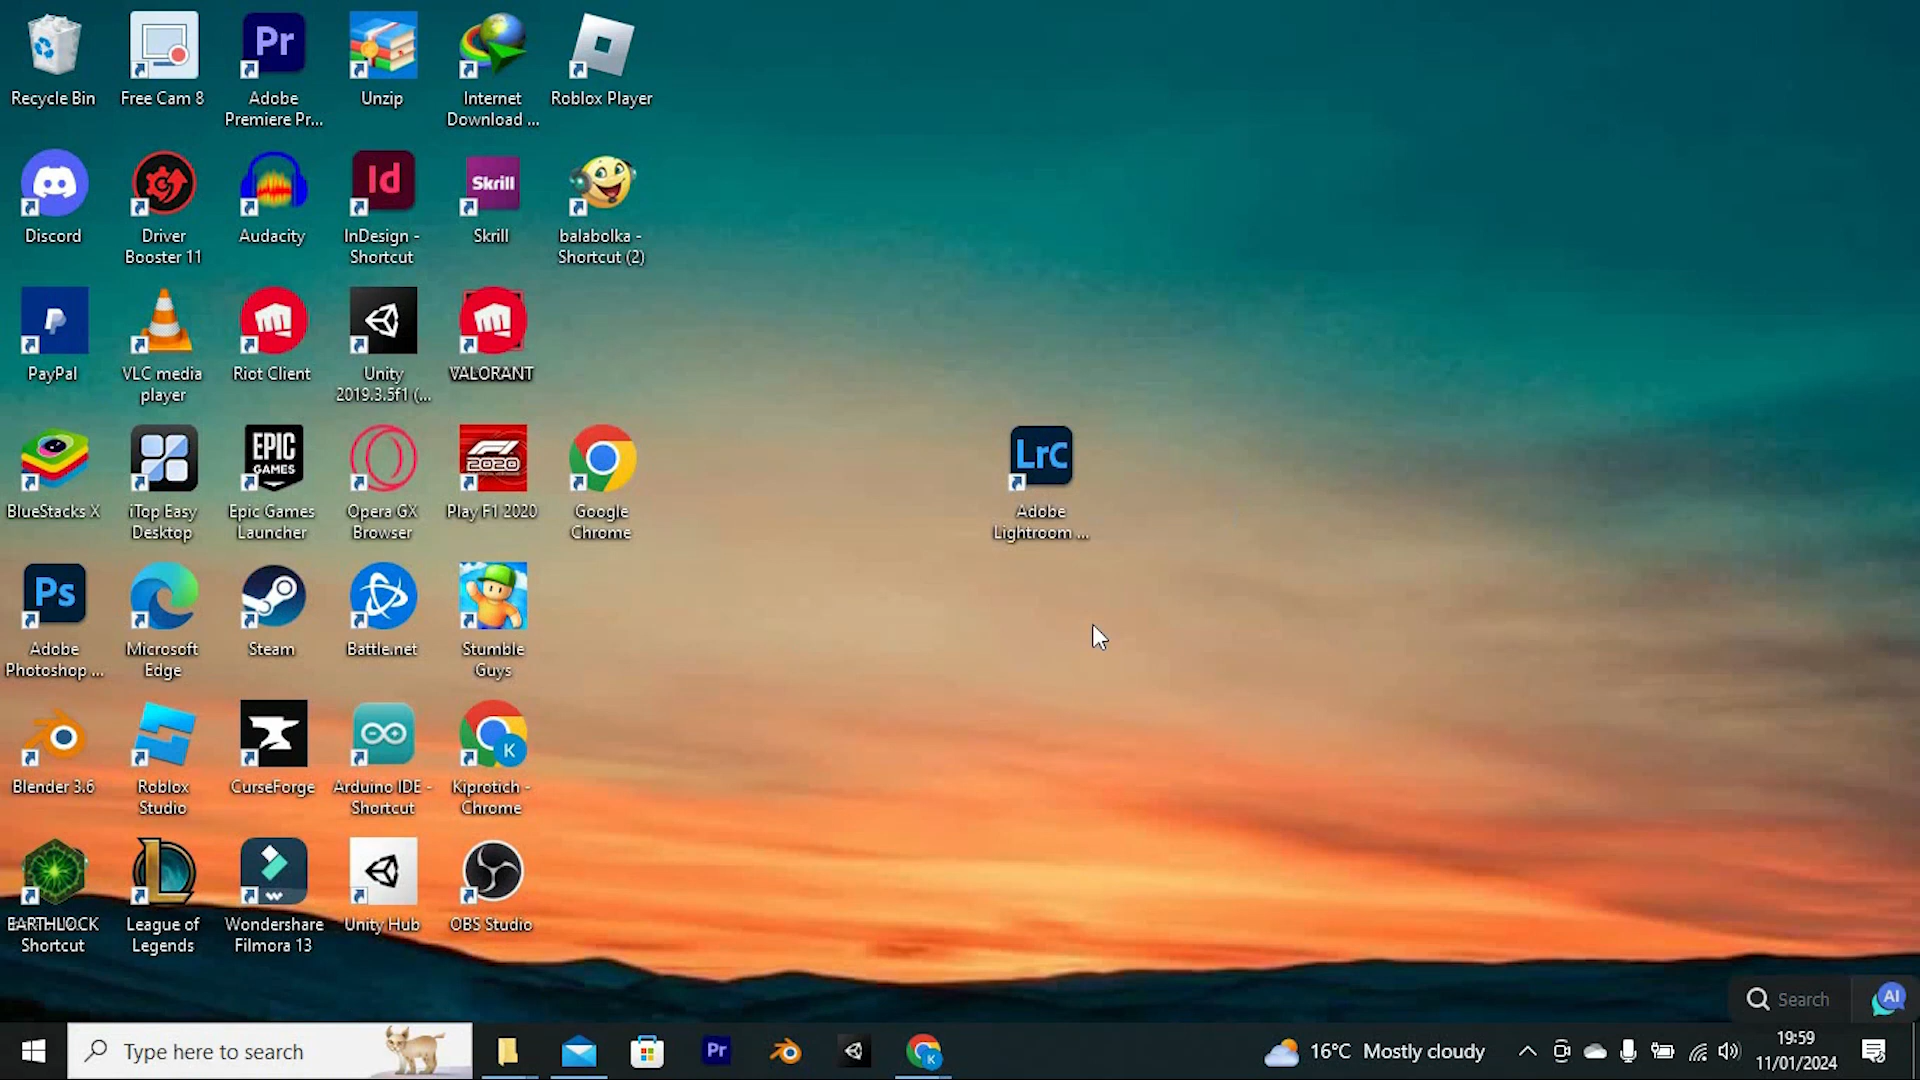 Recycle Bin
Free Cam 8
Pr
Adobe
Premiere Pr...
Unzip
Internet
Download ...
Roblox Player
Discord
Driver
Booster 11
Audacity
Id
InDesign -
Shortcut
Skrill
Skrill
balabolka -
Shortcut (2)
PayPal
VLC media
player
Riot Client
Unity
2019.3.5f1 (...
VALORANT
BlueStacks X
iTop Easy
Desktop
EPIC
GAMES
Epic Games
Launcher
Opera GX
Browser
2020
Play F1 2020
Google
Chrome
LrC
Adobe
Lightroom ...
Ps
Adobe
Photoshop ...
Microsoft
Edge
Steam
Battle.net
Stumble
Guys
Blender 3.6
Roblox
Studio
CurseForge
Arduino IDE -
Shortcut
K
Kiprotich -
Chrome
EARTHLOCK
Shortcut
League of
Legends
Wondershare
Filmora 13
Unity Hub
OBS Studio
Search
AI
Type here to search
Pr
K
16°C Mostly cloudy
19:59
11/01/2024